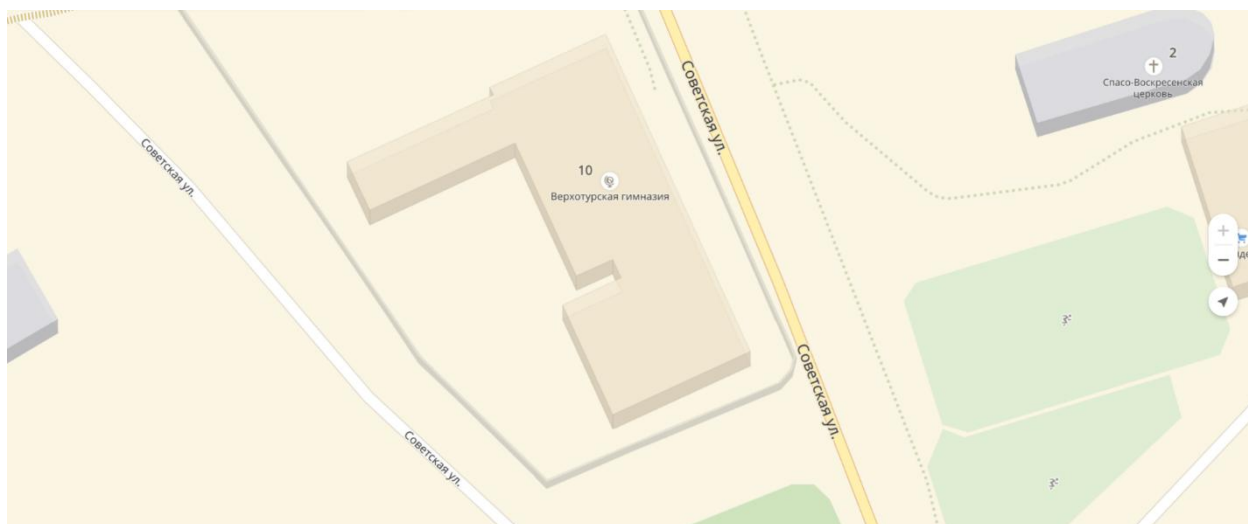 Советская ул.
2
Спасо-Воскресенская
церковь
Советская ул.
10
Верхотурская гимназия
Советская ул.
Советская ул.